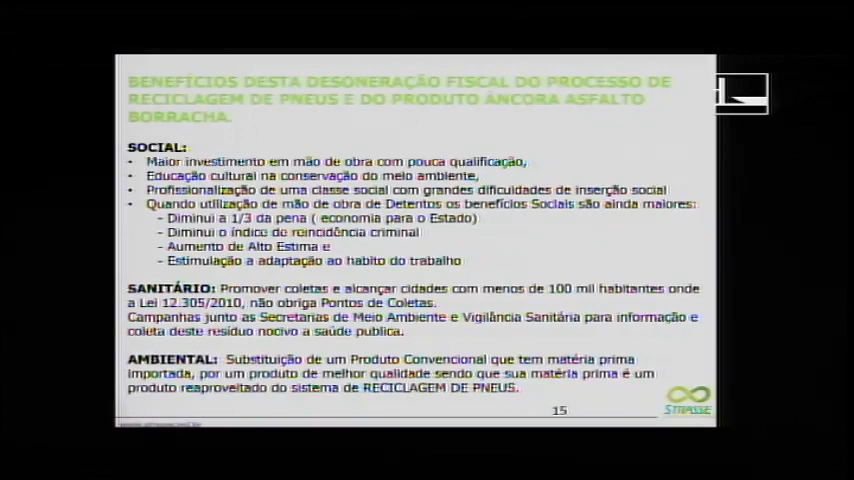 BENEFÍCIOS DESTA DESONERAÇÃO FISCAL DO PROCESSO DE
RECICLAGEM DE PNEUS E DO PRODUTO ÂNCORA ASFALTO
BORRACHA.
SOCIAL:
• Maior investimento em mão de obra com pouca qualificação,
• Educação cultural na conservação do meio ambiente,
• Profissionalização de uma classe social com grandes dificuldades de inserção social
• Quando utilização de mão de obra de Detentos os benefícios Sociais são ainda maiores:
- Diminui a 1/3 da pena ( economia para o Estado)
- Diminui o índice de reincidência criminal
- Aumento de Alto Estima e
- Estimulação a adaptação ao habito do trabalho
SANITÁRIO: Promover coletas e alcançar cidades com menos de 100 mil habitantes onde
a Lei 12.305/2010, não obriga Pontos de Coletas.
Campanhas junto as Secretarias de Meio Ambiente e Vigilância Sanitária para informação e
coleta deste resíduo nocivo a saúde publica.
AMBIENTAL: Substituição de um Produto Convencional que tem matéria prima
importada, por um produto de melhor qualidade sendo que sua matéria prima é um
produto reaproveitado do sistema de RECICLAGEM DE PNEUS.
15
STRASSE